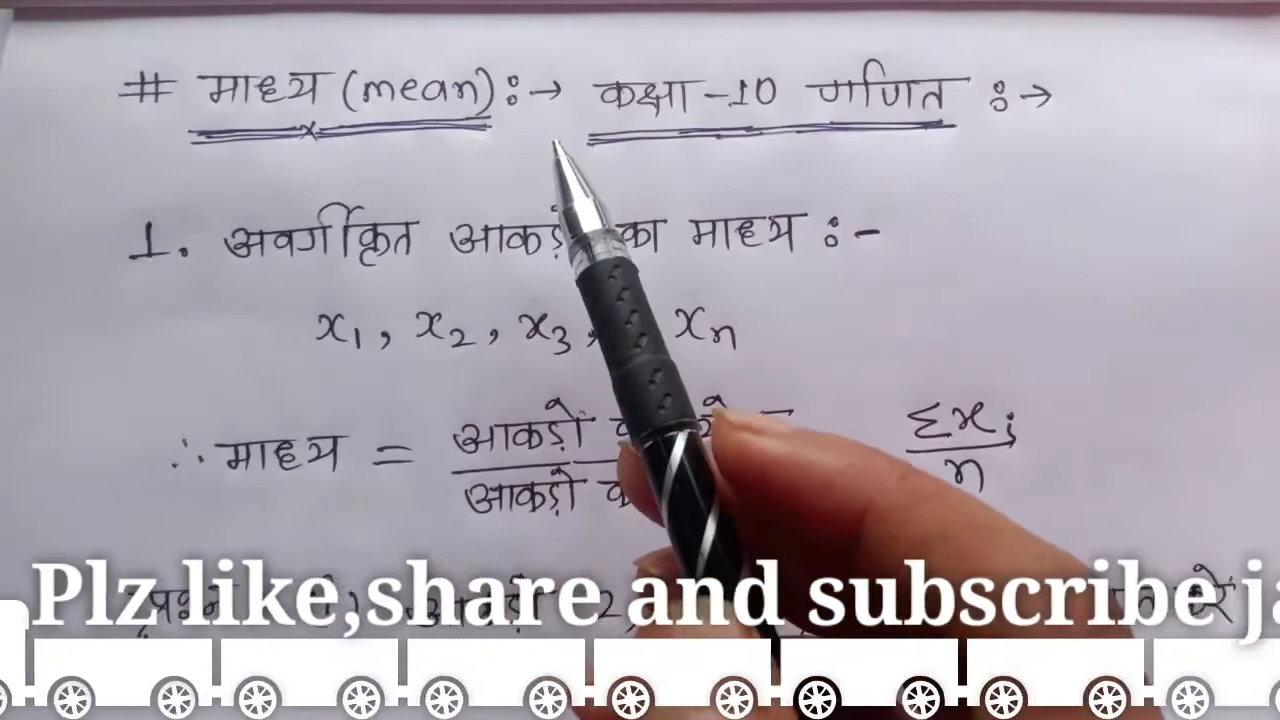 # माध्य (mean) :→ कक्षा -10 गणित :→
1. अवर्गीकृत आकड़ों का माध्य :-
x₁, x₂, x₃, xₙ
∴ माध्य = आकड़ो
आकड़ो
Σxᵢ
n
Plz like,share and subscribe